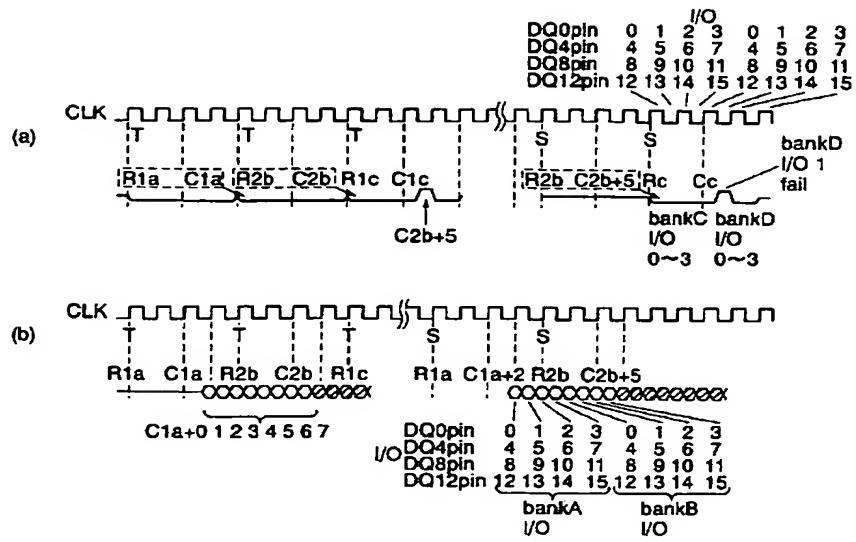 I/O
DQ0pin 0 1 2 3 0 1 2 3
DQ4pin 4 5 6 7 4 5 6 7
DQ8pin 8 9 10 11 8 9 10 11
DQ12pin 12 13 14 15 12 13 14 15
(a)
CLK
T T T S S
R1a C1a R2b C2b R1c C1c R2b C2b+5 Rc Cc
bankD
I/O 1
fail
C2b+5
bankC bankD
I/O I/O
0~3 0~3
(b)
CLK
T T T S S
R1a C1a R2b C2b R1c R1a C1a+2 R2b C2b+5
C1a+0 1 2 3 4 5 6 7
I/O
DQ0pin 0 1 2 3 0 1 2 3
DQ4pin 4 5 6 7 4 5 6 7
DQ8pin 8 9 10 11 8 9 10 11
DQ12pin 12 13 14 15 12 13 14 15
bankA bankB
I/O I/O